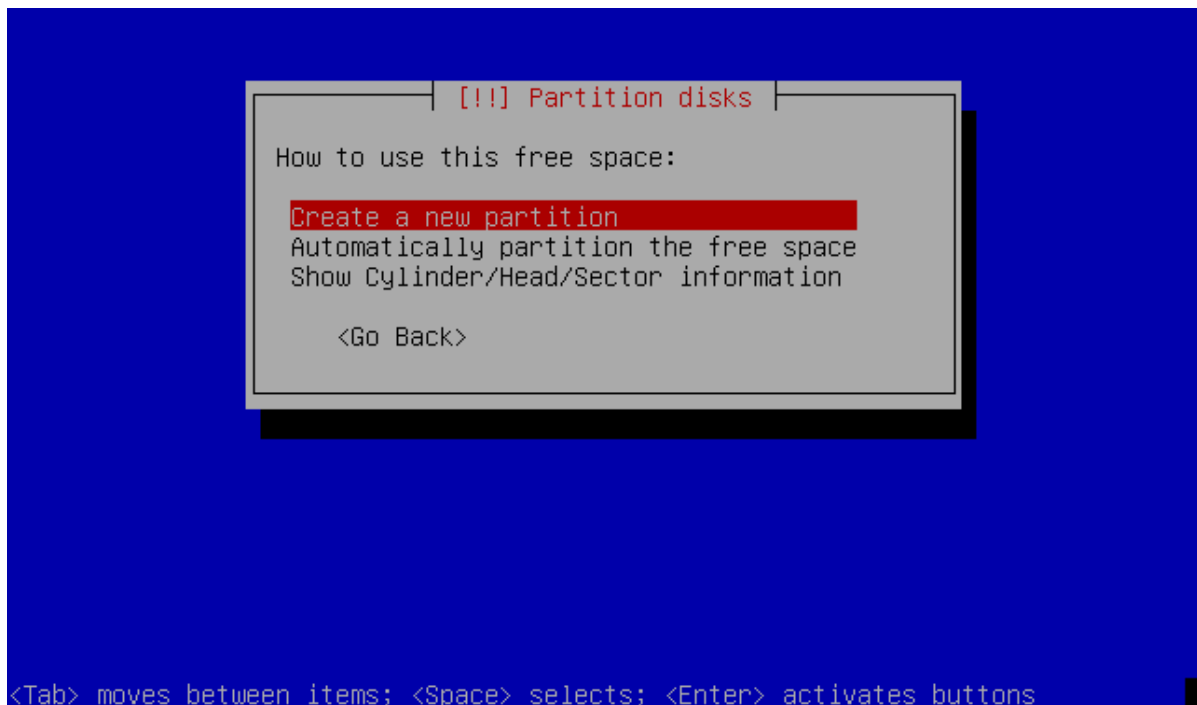 [!!] Partition disks
How to use this free space:
Create a new partition
Automatically partition the free space
Show Cylinder/Head/Sector information
<Go Back>
<Tab> moves between items; <Space> selects; <Enter> activates buttons